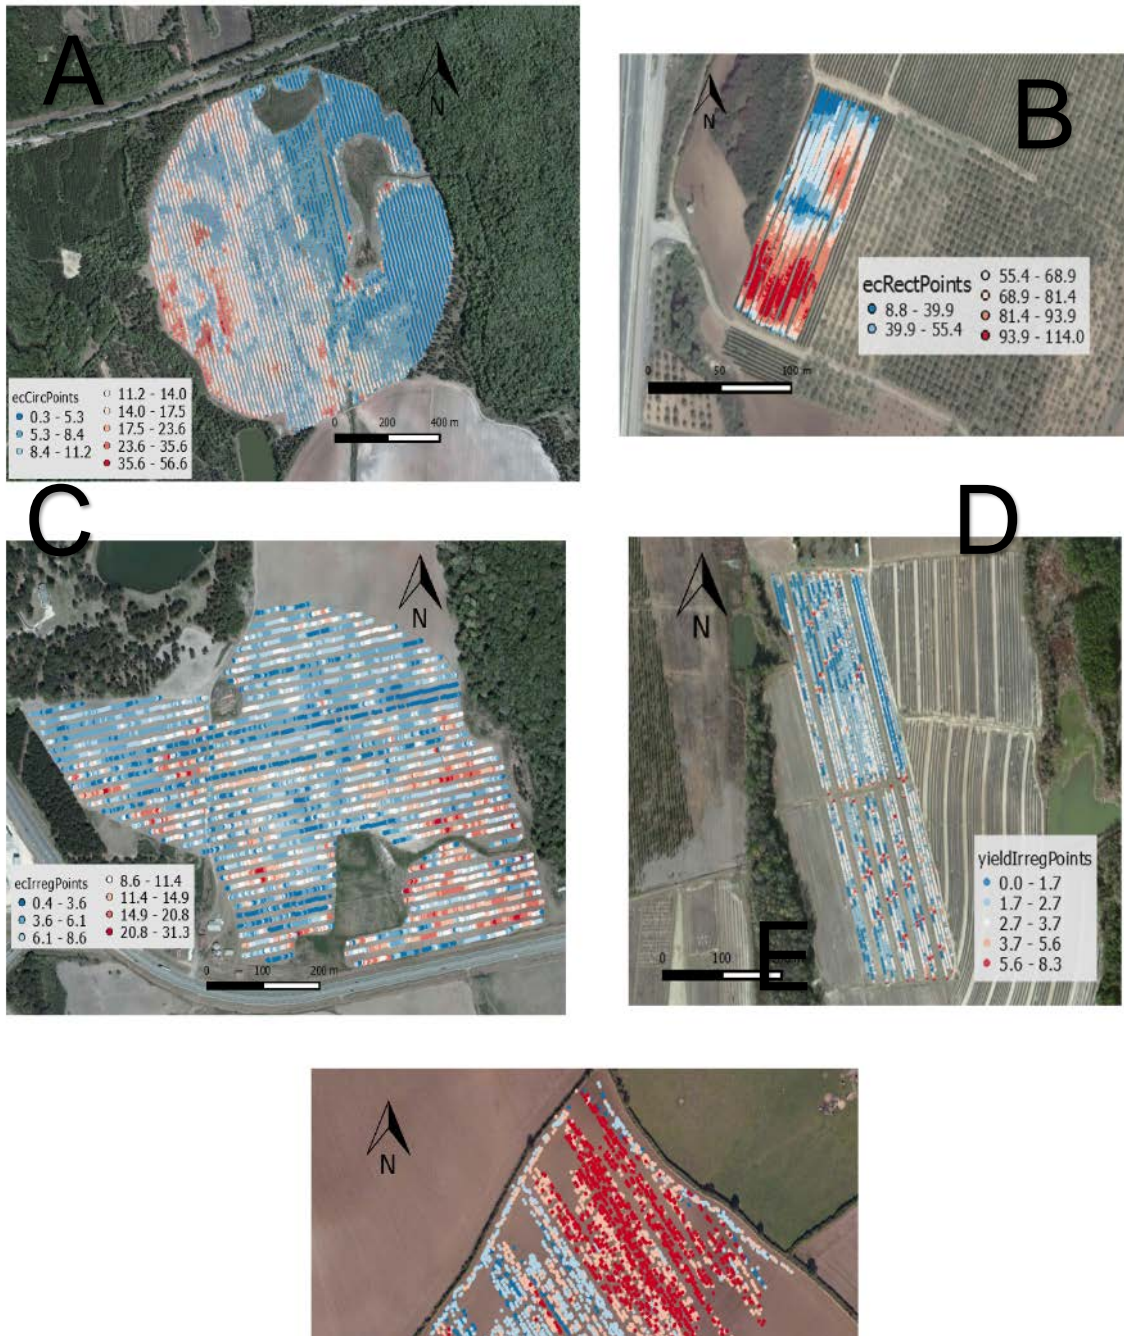 A
N
ecCircPoints
0.3 - 5.3
5.3 - 8.4
8.4 - 11.2
11.2 - 14.0
14.0 - 17.5
17.5 - 23.6
23.6 - 35.6
35.6 - 56.6
0 200 400 m
B
N
ecRectPoints
8.8 - 39.9
39.9 - 55.4
55.4 - 68.9
68.9 - 81.4
81.4 - 93.9
93.9 - 114.0
0 50 100 m
C
N
ecIrregPoints
0.4 - 3.6
3.6 - 6.1
6.1 - 8.6
8.6 - 11.4
11.4 - 14.9
14.9 - 20.8
20.8 - 31.3
0 100 200 m
D
N
yieldIrregPoints
0.0 - 1.7
1.7 - 2.7
2.7 - 3.7
3.7 - 5.6
5.6 - 8.3
0 100
E
N